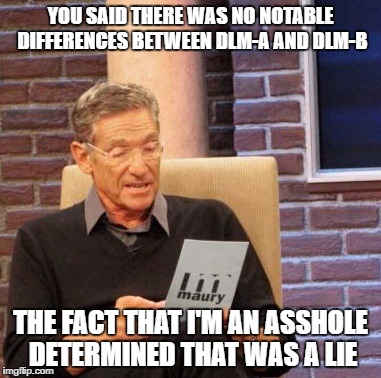 YOU SAID THERE WAS NO NOTABLE
DIFFERENCES BETWEEN DLM-A AND DLM-B
maury
THE FACT THAT I'M AN ASSHOLE
DETERMINED THAT WAS A LIE
imgflip.com